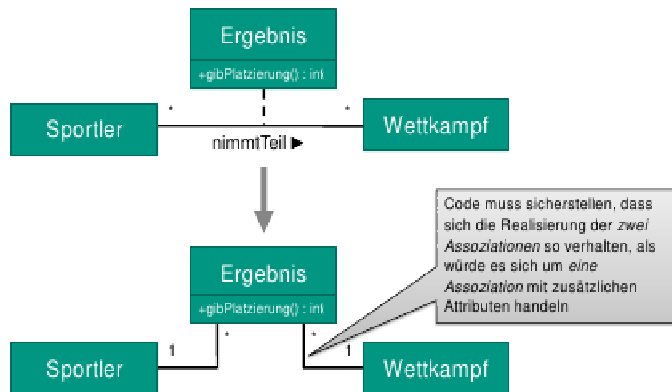 Ergebnis
+gibPlatzierung() : int
* *
Sportler Wettkampf
nimmtTeil ▶
Code muss sicherstellen, dass
sich die Realisierung der zwei
Assoziationen so verhalten, als
würde es sich um eine
Assoziation mit zusätzlichen
Attributen handeln
Ergebnis
+gibPlatzierung() : int
1 * * 1
Sportler Wettkampf